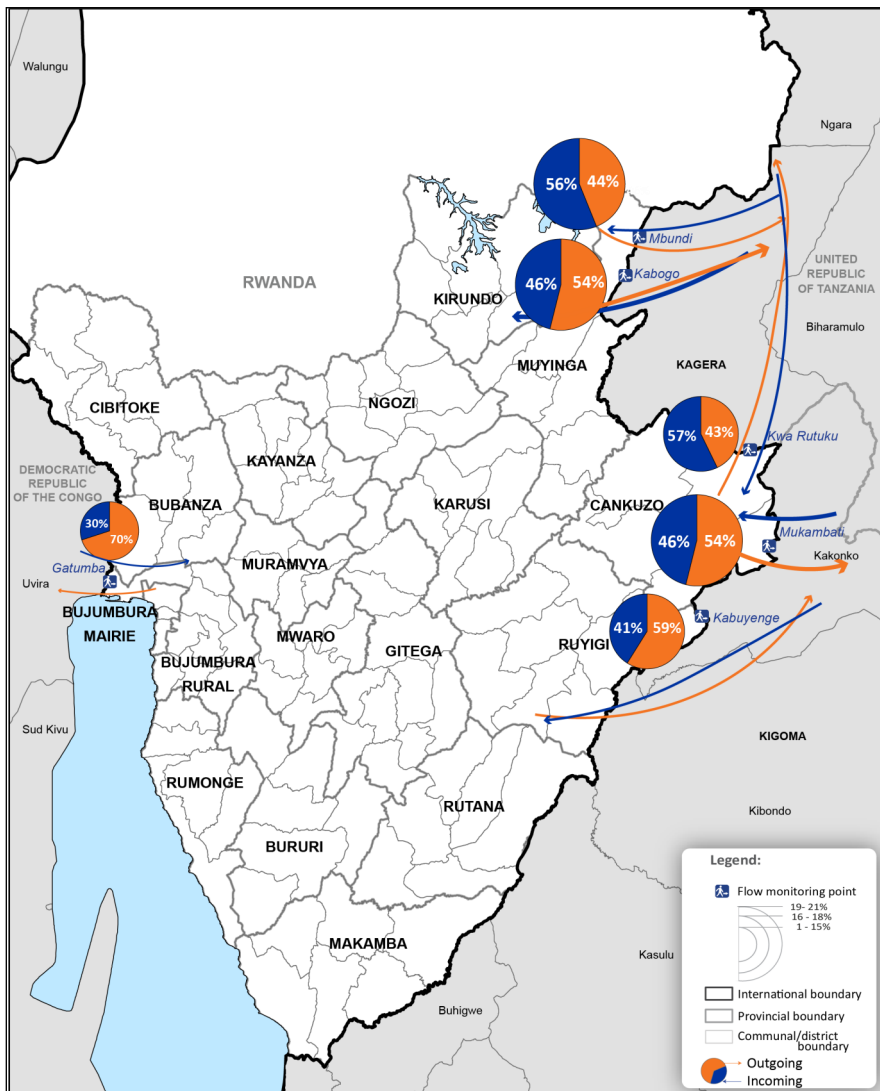 Walungu
Ngara
56%
44%
Mbundi
Kabogo
UNITED
REPUBLIC
OF TANZANIA
RWANDA
46%
54%
KIRUNDO
Biharamulo
MUYINGA
KAGERA
NGOZI
CIBITOKE
57%
43%
Kwa Rutuku
KAYANZA
DEMOCRATIC
REPUBLIC
OF THE CONGO
BUBANZA
KARUSI
CANKUZO
30%
70%
46%
54%
Mukambati
Kakonko
Gatumba
MURAMVYA
Uvira
BUJUMBURA
MAIRIE
MWARO
Kabuyenge
41%
59%
RUYIGI
GITEGA
BUJUMBURA
RURAL
Sud Kivu
KIGOMA
RUMONGE
RUTANA
Kibondo
BURURI
MAKAMBA
Kasulu
Buhigwe
Legend:
Flow monitoring point
19- 21%
16 - 18%
1 - 15%
International boundary
Provincial boundary
Communal/district
boundary
Outgoing
Incoming